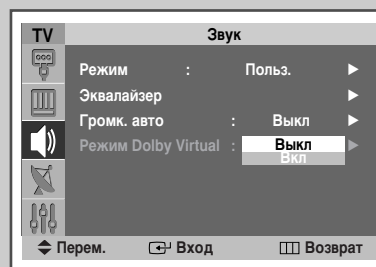 TV Звук
Режим : Польз.
Эквалайзер
Громк. авто : Выкл
Режим Dolby Virtual : Выкл
Вкл
Перем. Вход Возврат